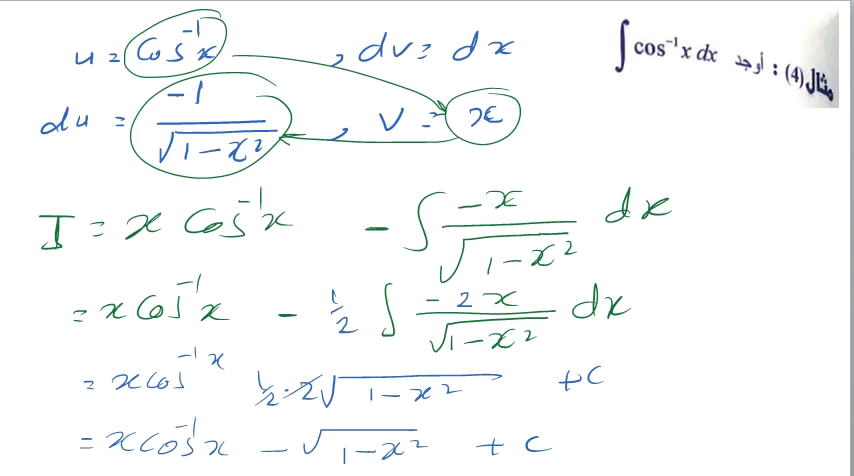 مثال (4) : أوجد ∫ cos⁻¹ x dx
u = Cos⁻¹x , dv = dx
du = -1/√(1-x²) , V = x
I = x Cos⁻¹x - ∫ -x/√(1-x²) dx
= x Cos⁻¹x - 1/2 ∫ -2x/√(1-x²) dx
= x cos⁻¹x 1/2 · 2 √(1-x²) + C
= x cos⁻¹x - √(1-x²) + C